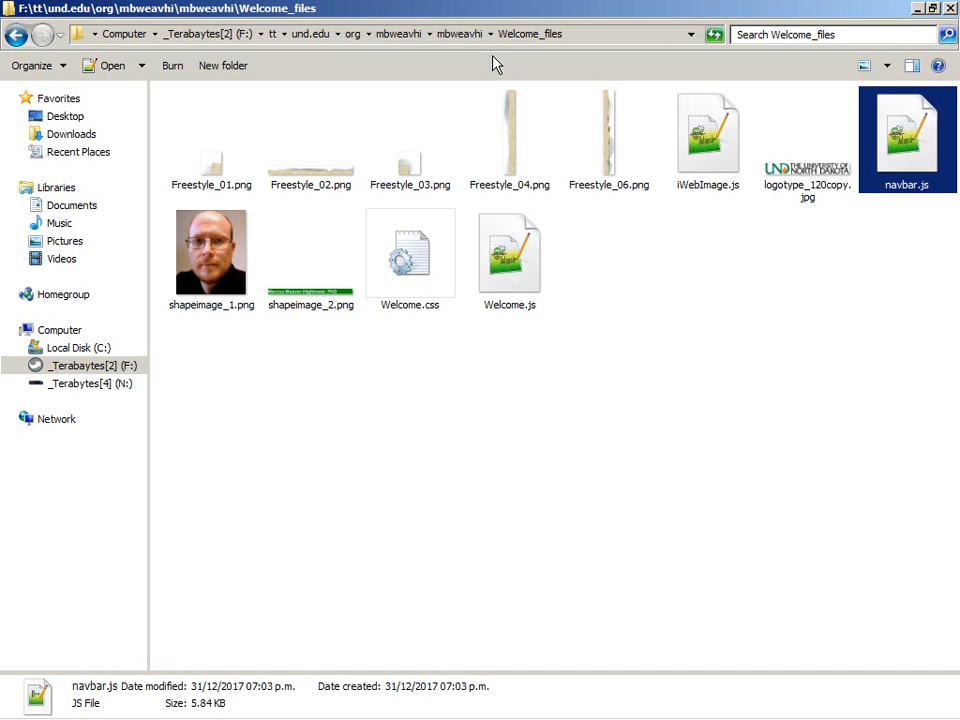 F:\tt\und.edu\org\mbweavhi\mbweavhi\Welcome_files
Computer _Terabaytes[2] (F:) tt und.edu org mbweavhi mbweavhi Welcome_files
Search Welcome_files
Organize Open Burn New folder
Favorites
Desktop
Downloads
Recent Places
Libraries
Documents
Music
Pictures
Videos
Homegroup
Computer
Local Disk (C:)
_Terabaytes[2] (F:)
_Terabytes[4] (N:)
Network
Freestyle_01.png
Freestyle_02.png
Freestyle_03.png
Freestyle_04.png
Freestyle_06.png
iWebImage.js
UND THE UNIVERSITY OF
NORTH DAKOTA
logotype_120copy.
jpg
navbar.js
shapeimage_1.png
shapeimage_2.png
Welcome.css
Welcome.js
navbar.js Date modified: 31/12/2017 07:03 p.m. Date created: 31/12/2017 07:03 p.m.
JS File Size: 5.84 KB